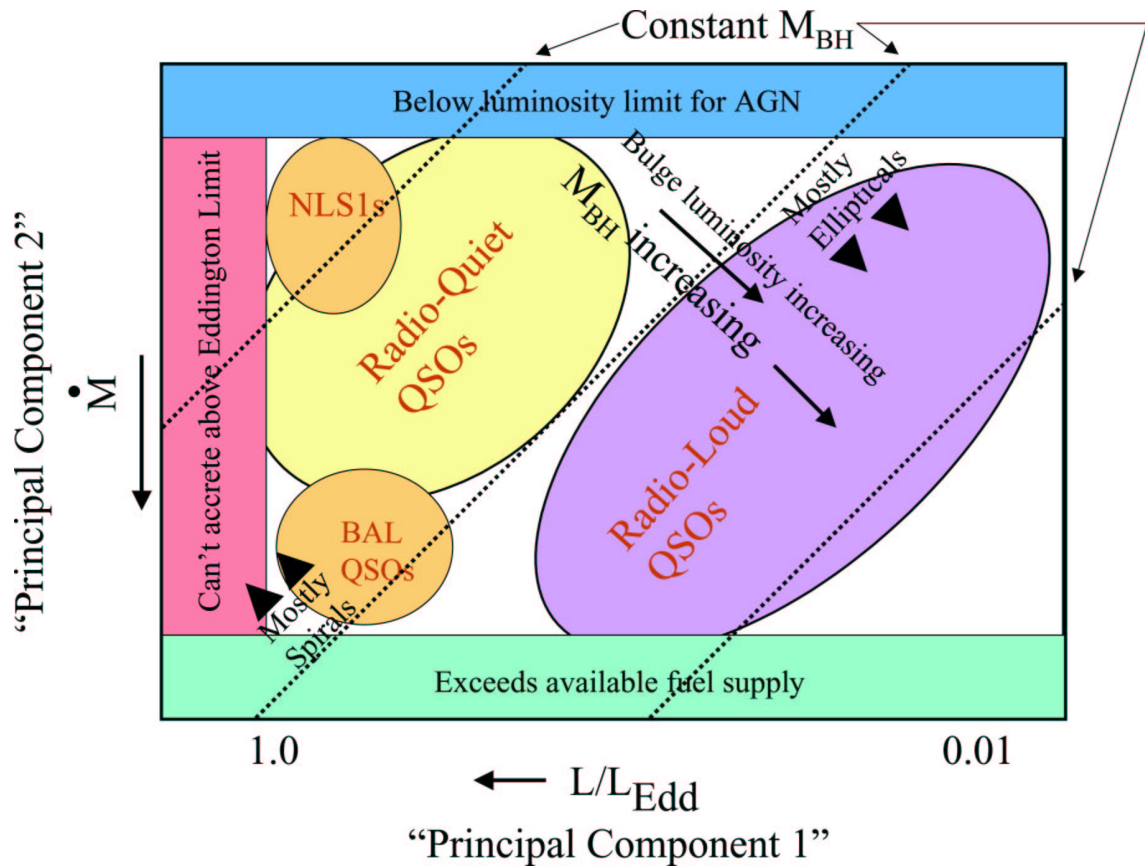 Constant M_BH
Below luminosity limit for AGN
Can’t accrete above Eddington Limit
NLS1s
Radio-Quiet
QSOs
M_BH increasing
Bulge luminosity increasing
Mostly
Ellipticals
Radio-Loud
QSOs
BAL
QSOs
Mostly
Spirals
Exceeds available fuel supply
“Principal Component 2”
Ṁ
1.0
0.01
L/L_Edd
“Principal Component 1”